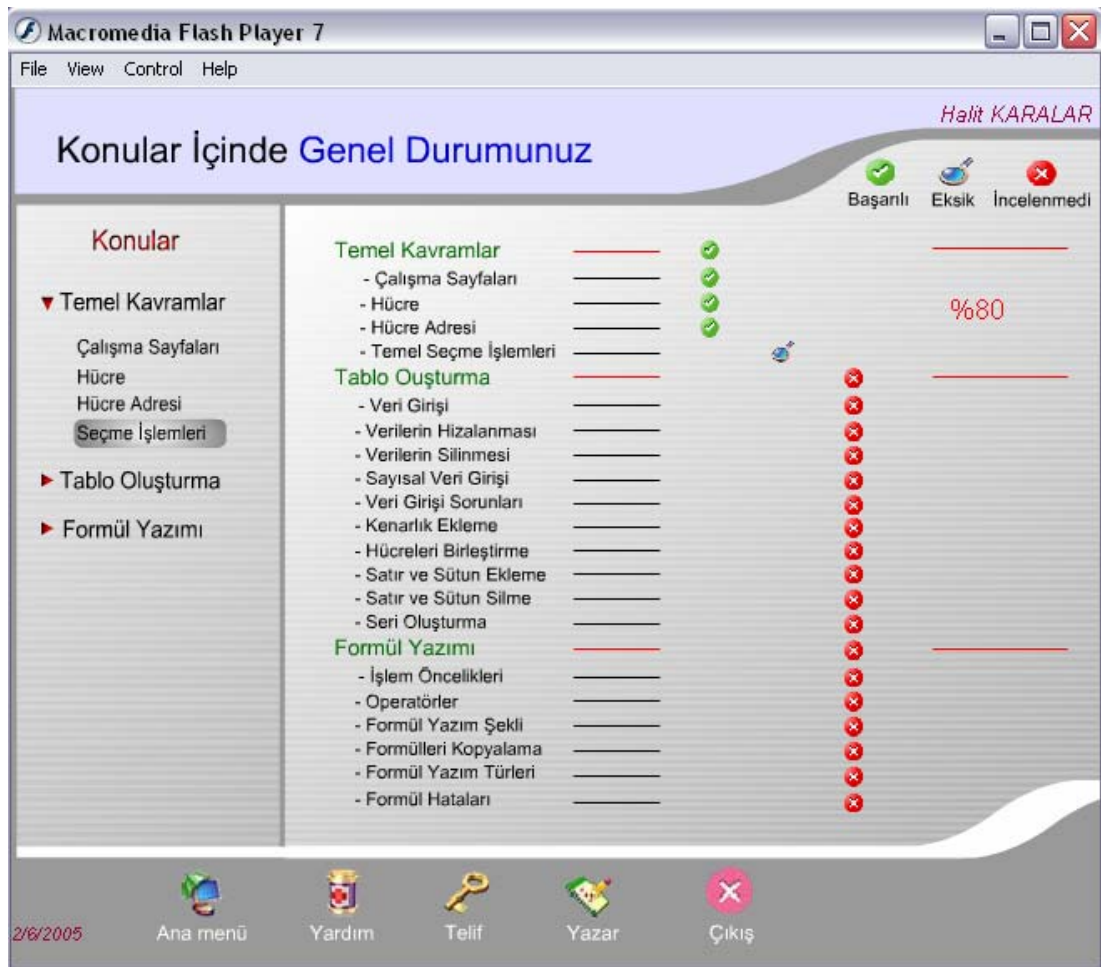 Macromedia Flash Player 7
File View Control Help
Halit KARALAR
Konular İçinde Genel Durumunuz
Başarılı Eksik İncelenmedi
Konular
Temel Kavramlar
Çalışma Sayfaları
Hücre
Hücre Adresi
Seçme İşlemleri
Tablo Oluşturma
Formül Yazımı
Temel Kavramlar
- Çalışma Sayfaları
- Hücre
- Hücre Adresi
- Temel Seçme İşlemleri
%80
Tablo Ouşturma
- Veri Girişi
- Verilerin Hizalanması
- Verilerin Silinmesi
- Sayısal Veri Girişi
- Veri Girişi Sorunları
- Kenarlık Ekleme
- Hücreleri Birleştirme
- Satır ve Sütun Ekleme
- Satır ve Sütun Silme
- Seri Oluşturma
Formül Yazımı
- İşlem Öncelikleri
- Operatörler
- Formül Yazım Şekli
- Formülleri Kopyalama
- Formül Yazım Türleri
- Formül Hataları
2/6/2005 Ana menü Yardım Telif Yazar Çıkış